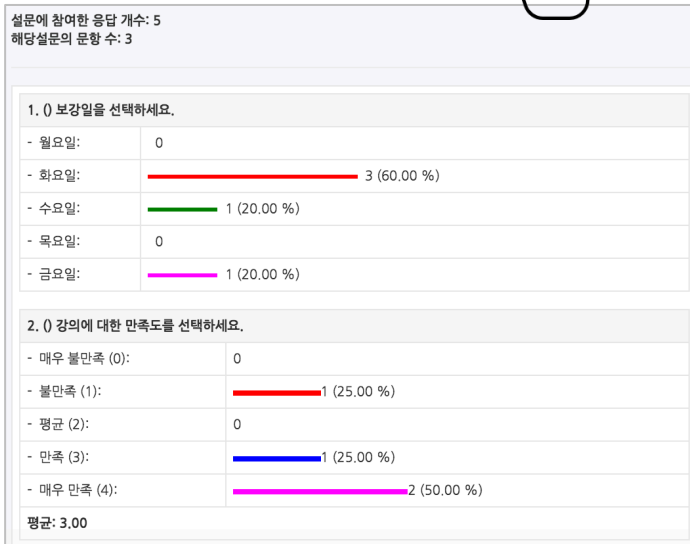 설문에 참여한 응답 개수: 5
해당설문의 문항 수: 3
1. () 보강일을 선택하세요.
- 월요일: 0
- 화요일: 3 (60.00 %)
- 수요일: 1 (20.00 %)
- 목요일: 0
- 금요일: 1 (20.00 %)
2. () 강의에 대한 만족도를 선택하세요.
- 매우 불만족 (0): 0
- 불만족 (1): 1 (25.00 %)
- 평균 (2): 0
- 만족 (3): 1 (25.00 %)
- 매우 만족 (4): 2 (50.00 %)
평균: 3.00